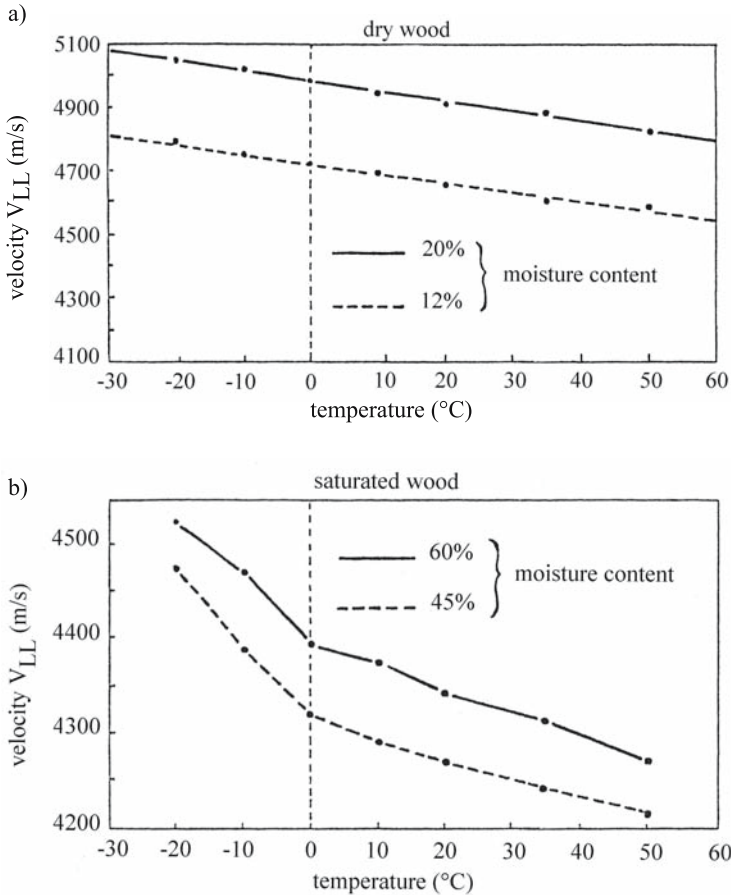 a)
dry wood
5100
4900
4700
4500
4300
4100
velocity V_LL (m/s)
20%
12%
moisture content
-30 -20 -10 0 10 20 30 40 50 60
temperature (°C)
b)
saturated wood
4500
4400
4300
4200
velocity V_LL (m/s)
60%
45%
moisture content
-30 -20 -10 0 10 20 30 40 50 60
temperature (°C)